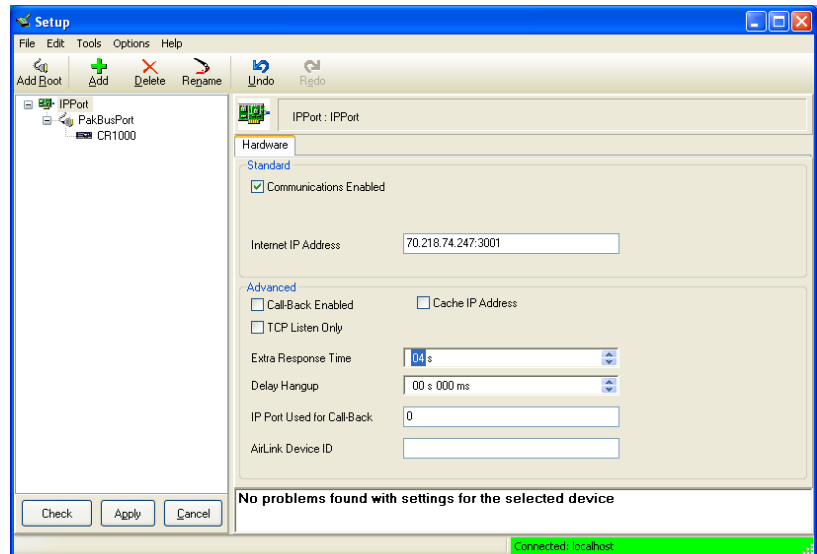 Setup
File Edit Tools Options Help
Add Root Add Delete Rename Undo Redo
IPPort
PakBusPort
CR1000
IPPort : IPPort
Hardware
Standard
Communications Enabled
Internet IP Address 70.218.74.247:3001
Advanced
Call-Back Enabled Cache IP Address
TCP Listen Only
Extra Response Time 04 s
Delay Hangup 00 s 000 ms
IP Port Used for Call-Back 0
AirLink Device ID
No problems found with settings for the selected device
Check Apply Cancel
Connected: localhost